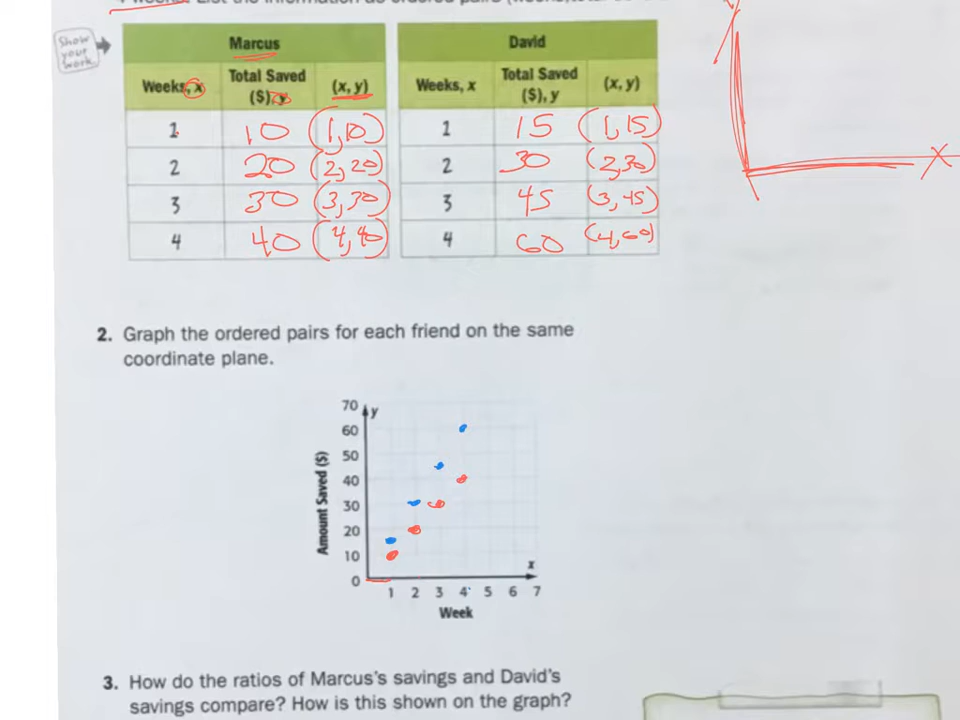 Show
your
work.
Marcus
Weeks, x Total Saved ($), y (x, y)
1 10 (1,10)
2 20 (2,20)
3 30 (3,30)
4 40 (4,40)
David
Weeks, x Total Saved ($), y (x, y)
1 15 (1,15)
2 30 (2,30)
3 45 (3,45)
4 60 (4,60)
X
2. Graph the ordered pairs for each friend on the same
coordinate plane.
Amount Saved ($)
70
60
50
40
30
20
10
0
y
x
1 2 3 4 5 6 7
Week
3. How do the ratios of Marcus's savings and David's
savings compare? How is this shown on the graph?